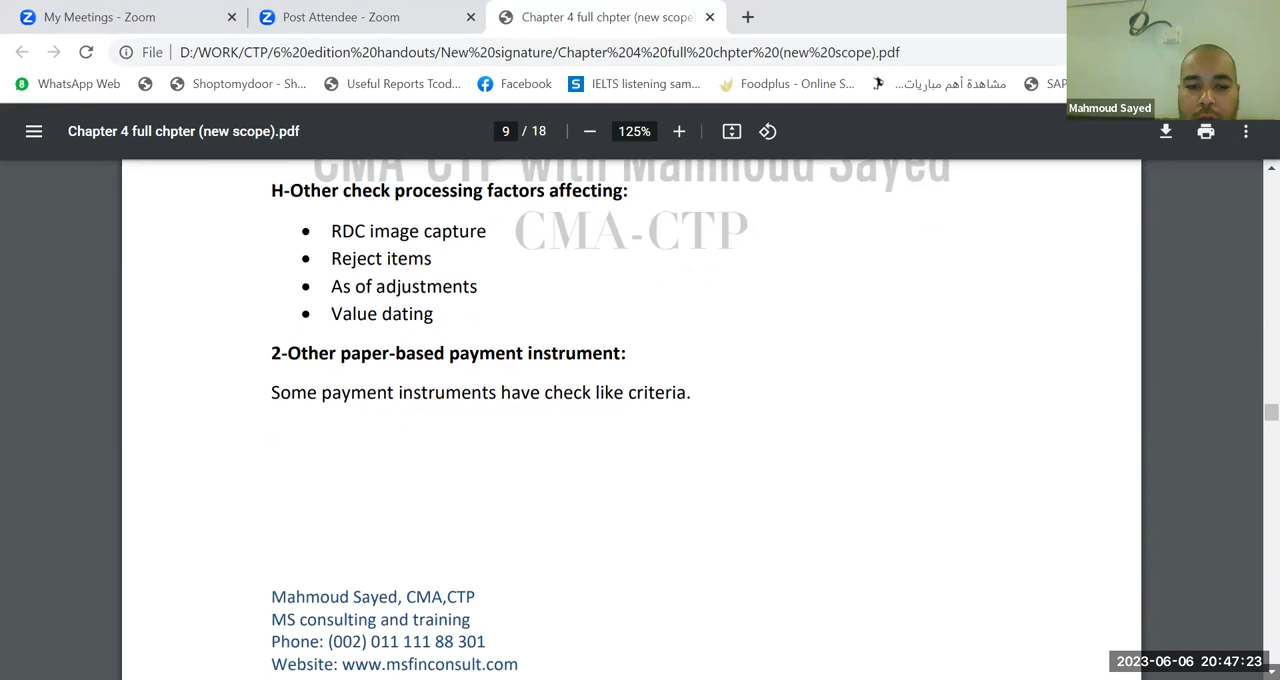 My Meetings - Zoom
Post Attendee - Zoom
Chapter 4 full chpter (new scope)
File
D:/WORK/CTP/6%20edition%20handouts/New%20signature/Chapter%204%20full%20chpter%20(new%20scope).pdf
WhatsApp Web
Shoptomydoor - Sh...
Useful Reports Tcod...
Facebook
IELTS listening sam...
Foodplus - Online S...
مشاهدة أهم مباريات...
SAP
Mahmoud Sayed
Chapter 4 full chpter (new scope).pdf
9 / 18
125%
CMA-CTP with Mahmoud Sayed
H-Other check processing factors affecting:
CMA-CTP
• RDC image capture
• Reject items
• As of adjustments
• Value dating
2-Other paper-based payment instrument:
Some payment instruments have check like criteria.
Mahmoud Sayed, CMA,CTP
MS consulting and training
Phone: (002) 011 111 88 301
Website: www.msfinconsult.com
2023-06-06 20:47:23